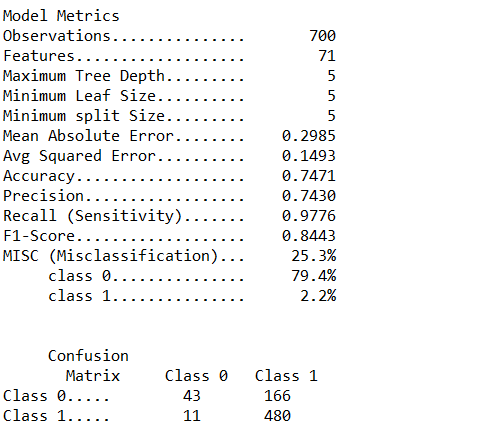 Model Metrics
Observations............... 700
Features................... 71
Maximum Tree Depth......... 5
Minimum Leaf Size.......... 5
Minimum split Size......... 5
Mean Absolute Error........ 0.2985
Avg Squared Error.......... 0.1493
Accuracy................... 0.7471
Precision.................. 0.7430
Recall (Sensitivity)....... 0.9776
F1-Score................... 0.8443
MISC (Misclassification)... 25.3%
class 0............... 79.4%
class 1............... 2.2%
Confusion
Matrix Class 0 Class 1
Class 0..... 43 166
Class 1..... 11 480